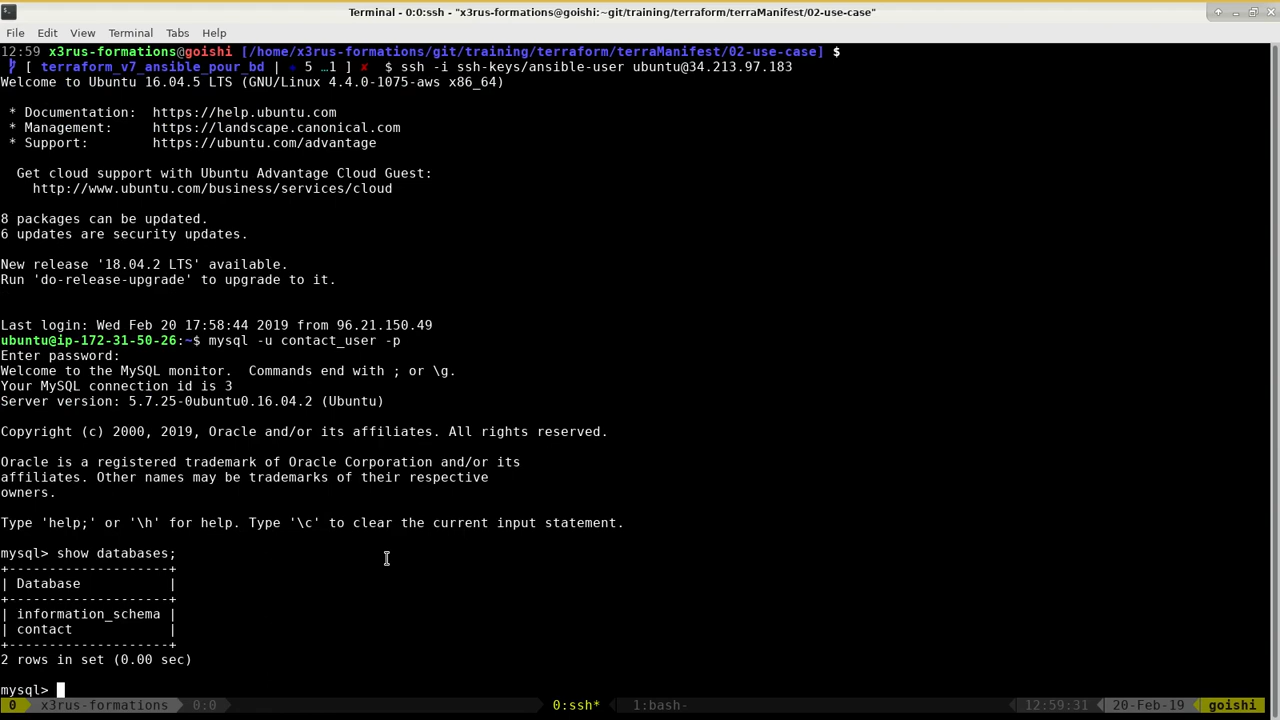 Terminal - 0:0:ssh - "x3rus-formations@goishi:~git/training/terraform/terraManifest/02-use-case"
File Edit View Terminal Tabs Help
12:59 x3rus-formations@goishi [/home/x3rus-formations/git/training/terraform/terraManifest/02-use-case] $
[ terraform_v7_ansible_pour_bd | 5 …1 ] ✘ $ ssh -i ssh-keys/ansible-user ubuntu@34.213.97.183
Welcome to Ubuntu 16.04.5 LTS (GNU/Linux 4.4.0-1075-aws x86_64)
* Documentation: https://help.ubuntu.com
* Management: https://landscape.canonical.com
* Support: https://ubuntu.com/advantage
Get cloud support with Ubuntu Advantage Cloud Guest:
http://www.ubuntu.com/business/services/cloud
8 packages can be updated.
6 updates are security updates.
New release '18.04.2 LTS' available.
Run 'do-release-upgrade' to upgrade to it.
Last login: Wed Feb 20 17:58:44 2019 from 96.21.150.49
ubuntu@ip-172-31-50-26:~$ mysql -u contact_user -p
Enter password:
Welcome to the MySQL monitor.  Commands end with ; or \g.
Your MySQL connection id is 3
Server version: 5.7.25-0ubuntu0.16.04.2 (Ubuntu)
Copyright (c) 2000, 2019, Oracle and/or its affiliates. All rights reserved.
Oracle is a registered trademark of Oracle Corporation and/or its
affiliates. Other names may be trademarks of their respective
owners.
Type 'help;' or '\h' for help. Type '\c' to clear the current input statement.
mysql> show databases;
+--------------------+
| Database           |
+--------------------+
| information_schema |
| contact            |
+--------------------+
2 rows in set (0.00 sec)
mysql>
0 x3rus-formations 0:0 0:ssh* 1:bash- 12:59:31 20-Feb-19 goishi